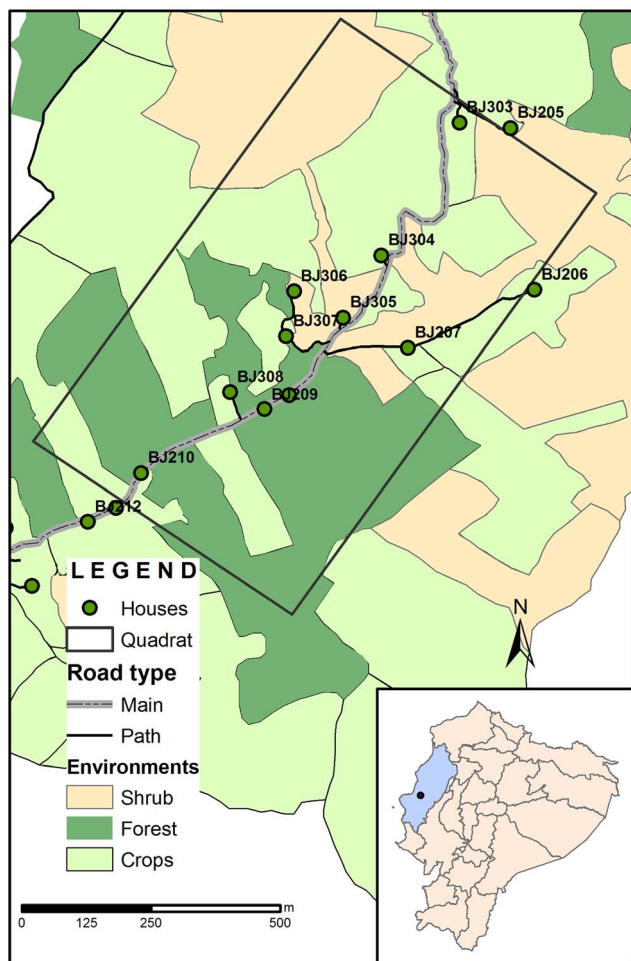 BJ303
BJ205
BJ304
BJ306
BJ206
BJ305
BJ307
BJ207
BJ308
BJ209
BJ210
BJ212
N
L E G E N D
Houses
Quadrat
Road type
Main
Path
Environments
Shrub
Forest
Crops
m
0 125 250 500